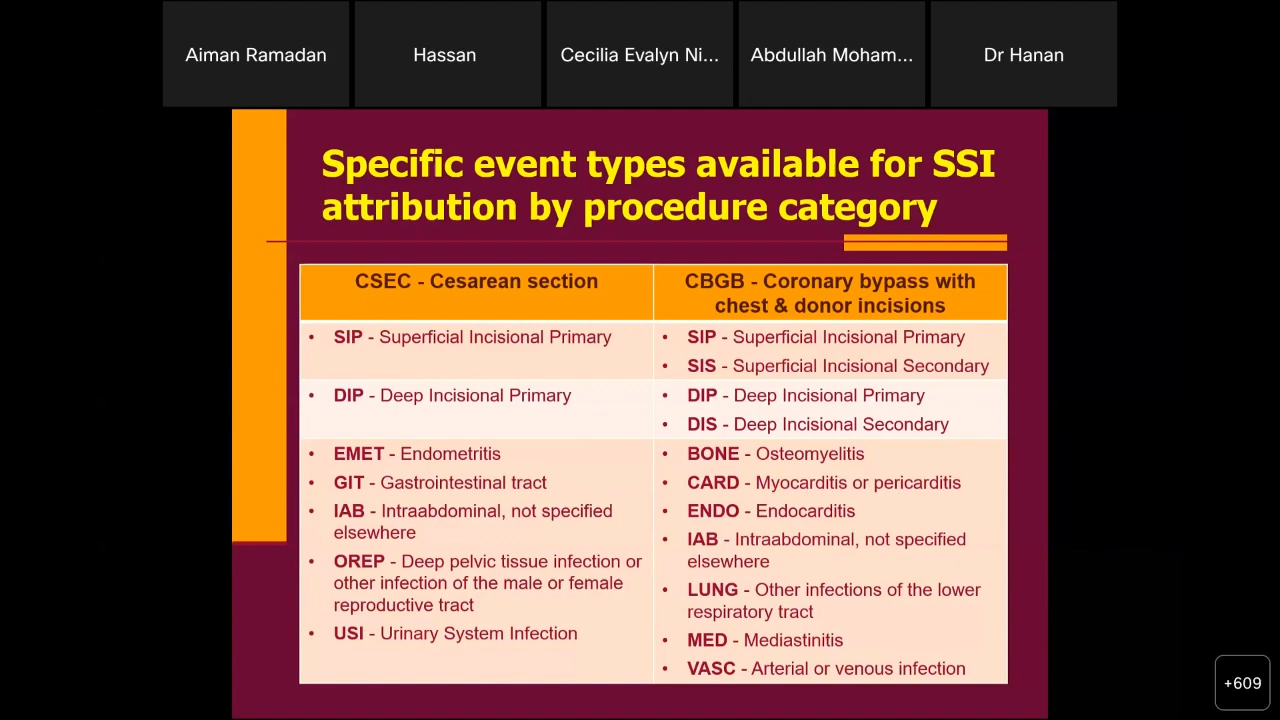 Aiman Ramadan
Hassan
Cecilia Evalyn Ni...
Abdullah Moham...
Dr Hanan
Specific event types available for SSI
attribution by procedure category
CSEC - Cesarean section
• SIP - Superficial Incisional Primary
• DIP - Deep Incisional Primary
• EMET - Endometritis
• GIT - Gastrointestinal tract
• IAB - Intraabdominal, not specified
elsewhere
• OREP - Deep pelvic tissue infection or
other infection of the male or female
reproductive tract
• USI - Urinary System Infection
CBGB - Coronary bypass with
chest & donor incisions
• SIP - Superficial Incisional Primary
• SIS - Superficial Incisional Secondary
• DIP - Deep Incisional Primary
• DIS - Deep Incisional Secondary
• BONE - Osteomyelitis
• CARD - Myocarditis or pericarditis
• ENDO - Endocarditis
• IAB - Intraabdominal, not specified
elsewhere
• LUNG - Other infections of the lower
respiratory tract
• MED - Mediastinitis
• VASC - Arterial or venous infection
+609